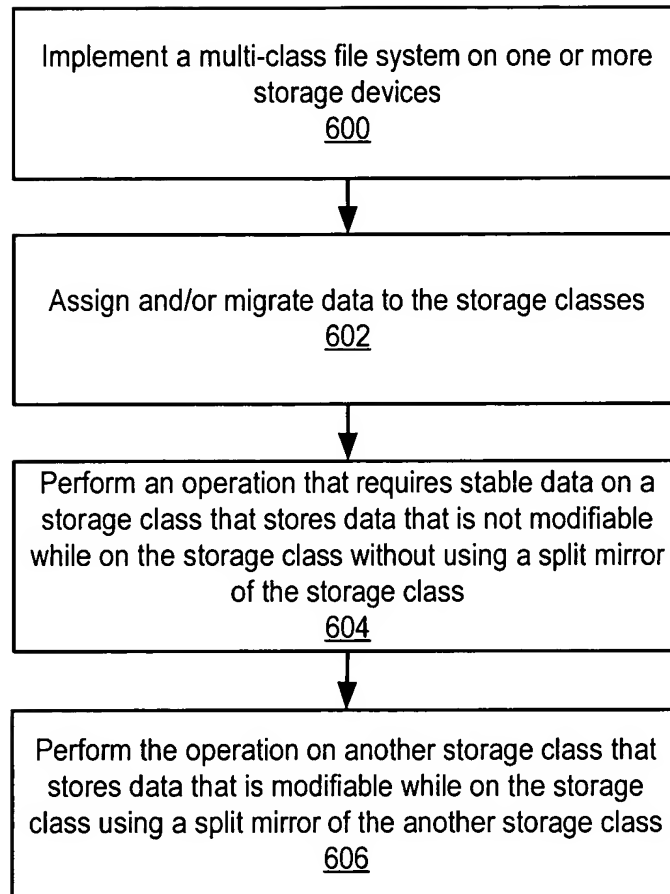 Implement a multi-class file system on one or more
storage devices
600
Assign and/or migrate data to the storage classes
602
Perform an operation that requires stable data on a
storage class that stores data that is not modifiable
while on the storage class without using a split mirror
of the storage class
604
Perform the operation on another storage class that
stores data that is modifiable while on the storage
class using a split mirror of the another storage class
606